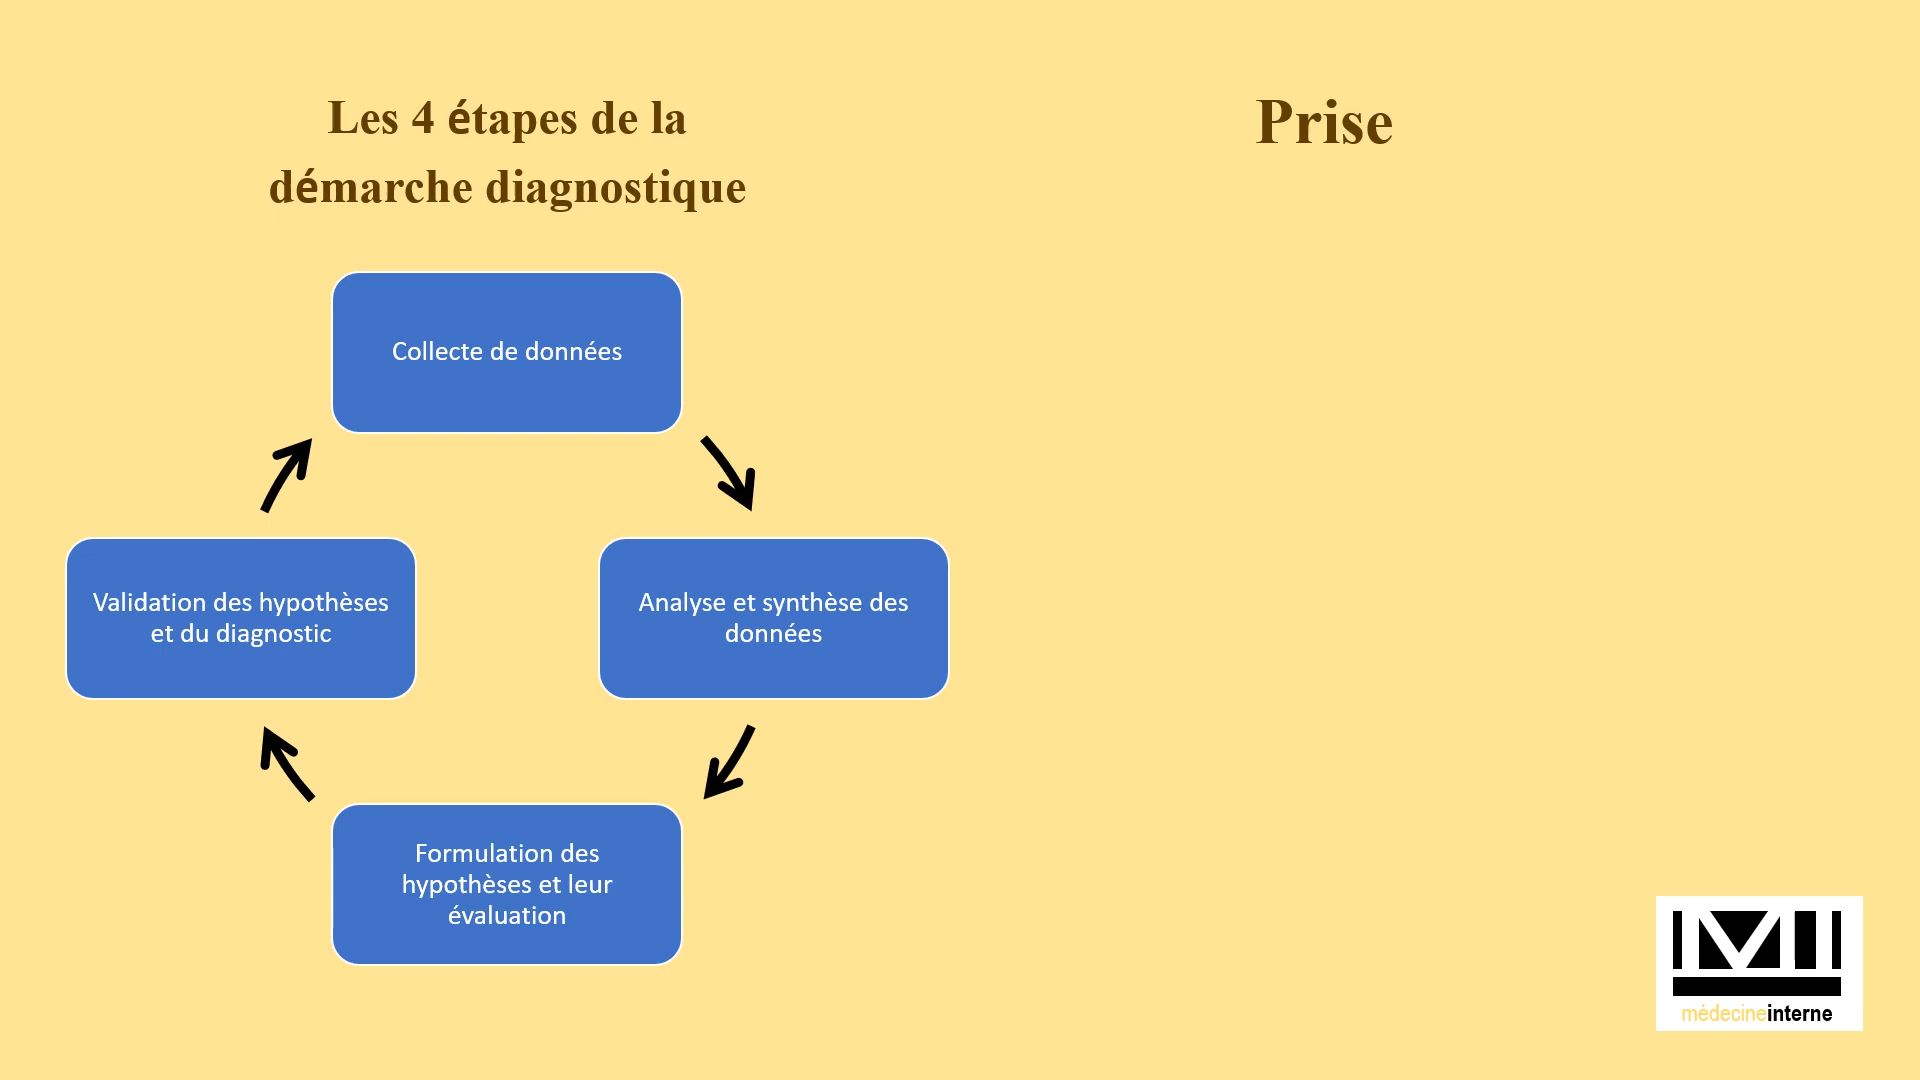 Les 4 étapes de la
démarche diagnostique
Prise
Collecte de données
Validation des hypothèses
et du diagnostic
Analyse et synthèse des
données
Formulation des
hypothèses et leur
évaluation
MI
médecineinterne